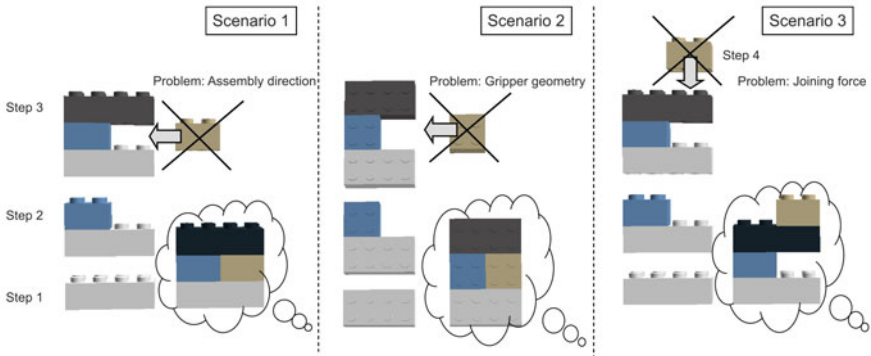 Scenario 1
Problem: Assembly direction
Step 3
Step 2
Step 1
Scenario 2
Problem: Gripper geometry
Scenario 3
Step 4
Problem: Joining force